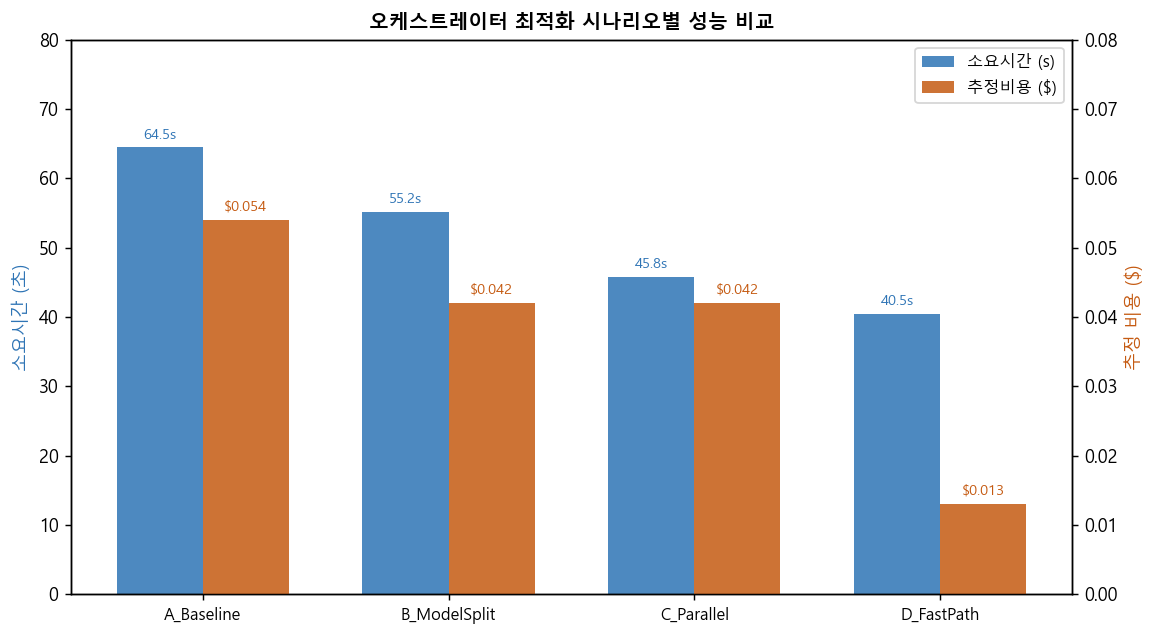 오케스트레이터 최적화 시나리오별 성능 비교
소요시간 (s)
추정비용 ($)
소요시간 (초)
80
70
60
50
40
30
20
10
0
64.5s
$0.054
55.2s
$0.042
45.8s
$0.042
40.5s
$0.013
0.08
0.07
0.06
0.05
0.04
0.03
0.02
0.01
0.00
추정 비용 ($)
A_Baseline
B_ModelSplit
C_Parallel
D_FastPath